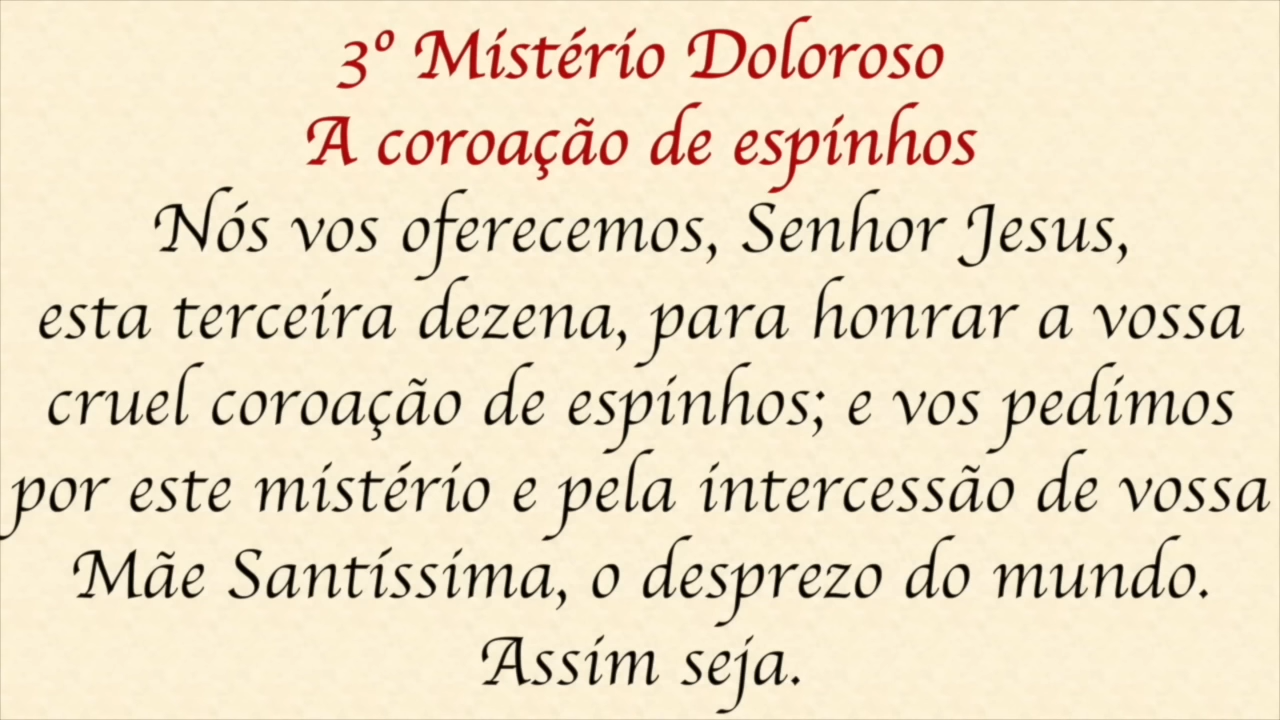 3º Mistério Doloroso
A coroação de espinhos
Nós vos oferecemos, Senhor Jesus,
esta terceira dezena, para honrar a vossa
cruel coroação de espinhos; e vos pedimos
por este mistério e pela intercessão de vossa
Mãe Santíssima, o desprezo do mundo.
Assim seja.